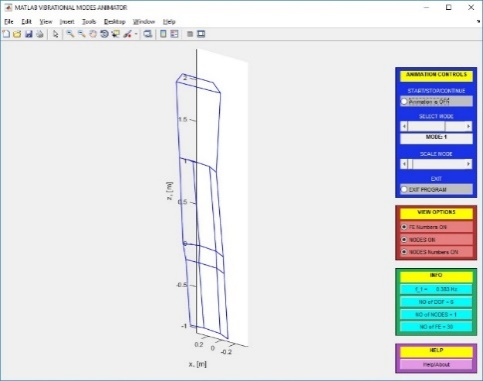 MATLAB VIBRATIONAL MODES ANIMATOR
File Edit View Insert Tools Desktop Window Help
ANIMATION CONTROLS
START/STOP/CONTINUE
Animation is OFF
SELECT MODE
MODE: 1
SCALE MODE
EXIT
EXIT PROGRAM
VIEW OPTIONS
FE Numbers ON
NODES ON
NODES Numbers ON
INFO
f_1 = 0.383 Hz
NO of DOF = 6
NO of NODES = 1
NO of FE = 30
HELP
Help/About
2
1.5
1
0.5
0
-0.5
-1
z, [m]
0.2 0 -0.2
x, [m]